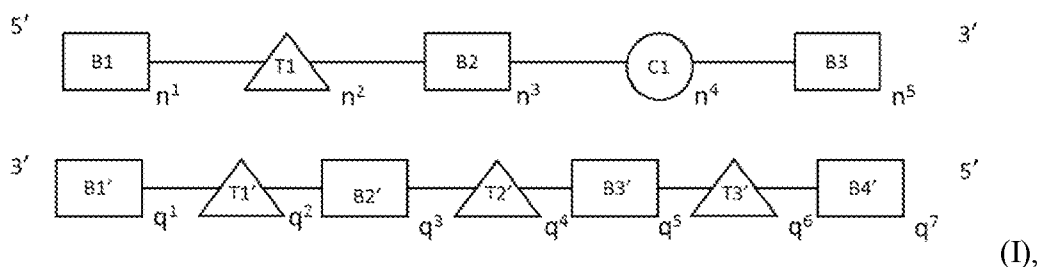 5′ B1 T1 B2 C1 B3 3′
n¹ n² n³ n⁴ n⁵
3′ B1′ T1′ B2′ T2′ B3′ T3′ B4′ 5′
q¹ q² q³ q⁴ q⁵ q⁶ q⁷
(I),